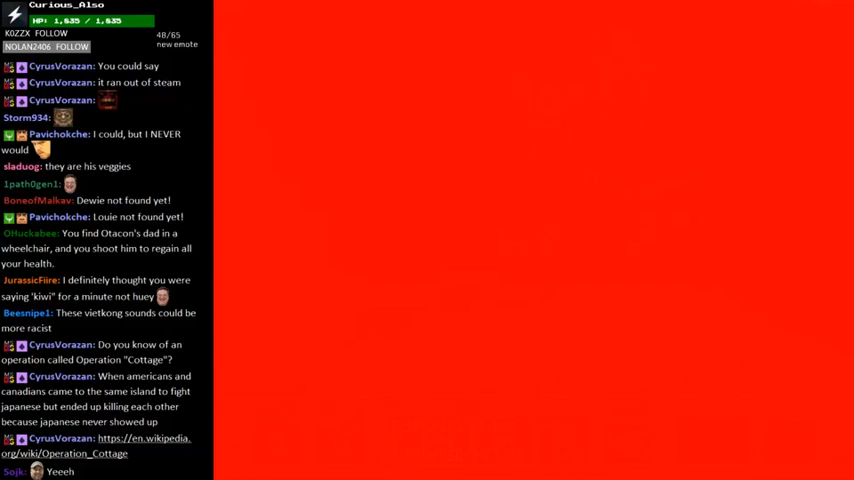 Curious_Also
HP: 1,035 / 1,035
K0ZZX FOLLOW
NOLAN2406 FOLLOW
48/65
new emote
CyrusVorazan: You could say
CyrusVorazan: it ran out of steam
CyrusVorazan:
Storm934:
Pavichokche: I could, but I NEVER
would
sladuog: they are his veggies
1path0gen1:
BoneofMalkav: Dewie not found yet!
Pavichokche: Louie not found yet!
OHuckabee: You find Otacon's dad in a
wheelchair, and you shoot him to regain all
your health.
JurassicFiire: I definitely thought you were
saying 'kiwi" for a minute not huey
Beesnipe1: These vietkong sounds could be
more racist
CyrusVorazan: Do you know of an
operation called Operation "Cottage"?
CyrusVorazan: When americans and
canadians came to the same island to fight
japanese but ended up killing each other
because japanese never showed up
CyrusVorazan: https://en.wikipedia.
org/wiki/Operation_Cottage
Sojk: Yeeeh